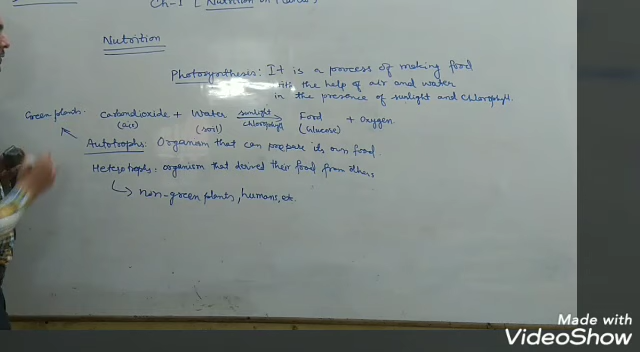 Ch-1 [Nutrition in Plants]
Nutrition
Photosynthesis: It is a process of making food
with the help of air and water
in the presence of sunlight and chlorophyll.
Green plants. Carbondioxide + Water sunlight chlorophyll Food + Oxygen.
(air) (soil) (Glucose)
Autotrophs: Organism that can prepare its own food.
Heterotrophs: organism that derived their food from others
non-green plants, humans, etc.
Made with
VideoShow